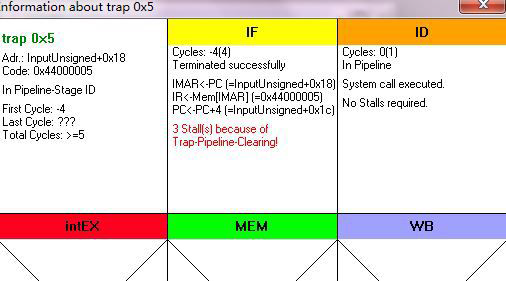 Information about trap 0x5
trap 0x5
Adr.: InputUnsigned+0x18
Code: 0x44000005
In Pipeline-Stage ID
First Cycle: -4
Last Cycle: ???
Total Cycles: >=5
IF
Cycles: -4(4)
Terminated successfully
IMAR<-PC (=InputUnsigned+0x18)
IR<-Mem[IMAR] (=0x44000005)
PC<-PC+4 (=InputUnsigned+0x1c)
3 Stall(s) because of
Trap-Pipeline-Clearing!
ID
Cycles: 0(1)
In Pipeline
System call executed.
No Stalls required.
intEX
MEM
WB